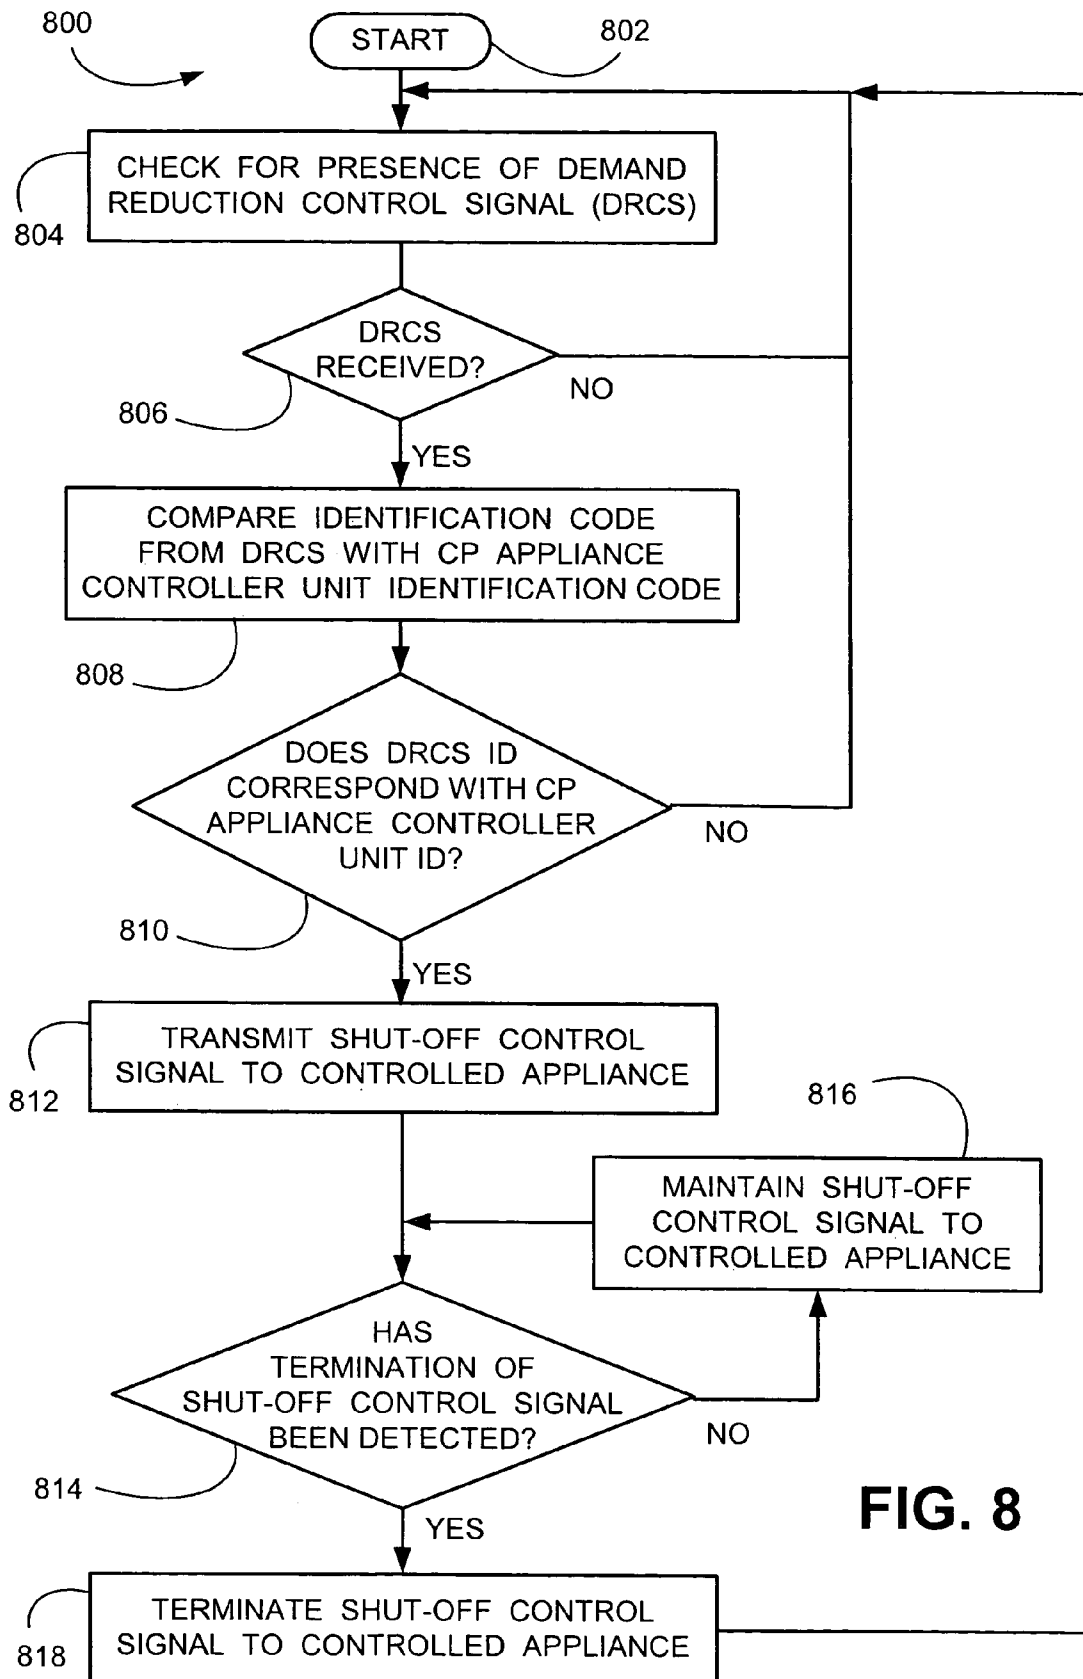 800
START
802
CHECK FOR PRESENCE OF DEMAND
REDUCTION CONTROL SIGNAL (DRCS)
804
DRCS
RECEIVED?
NO
806
YES
COMPARE IDENTIFICATION CODE
FROM DRCS WITH CP APPLIANCE
CONTROLLER UNIT IDENTIFICATION CODE
808
DOES DRCS ID
CORRESPOND WITH CP
APPLIANCE CONTROLLER
UNIT ID?
NO
810
YES
TRANSMIT SHUT-OFF CONTROL
SIGNAL TO CONTROLLED APPLIANCE
812
816
MAINTAIN SHUT-OFF
CONTROL SIGNAL TO
CONTROLLED APPLIANCE
HAS
TERMINATION OF
SHUT-OFF CONTROL SIGNAL
BEEN DETECTED?
NO
814
FIG. 8
YES
TERMINATE SHUT-OFF CONTROL
SIGNAL TO CONTROLLED APPLIANCE
818